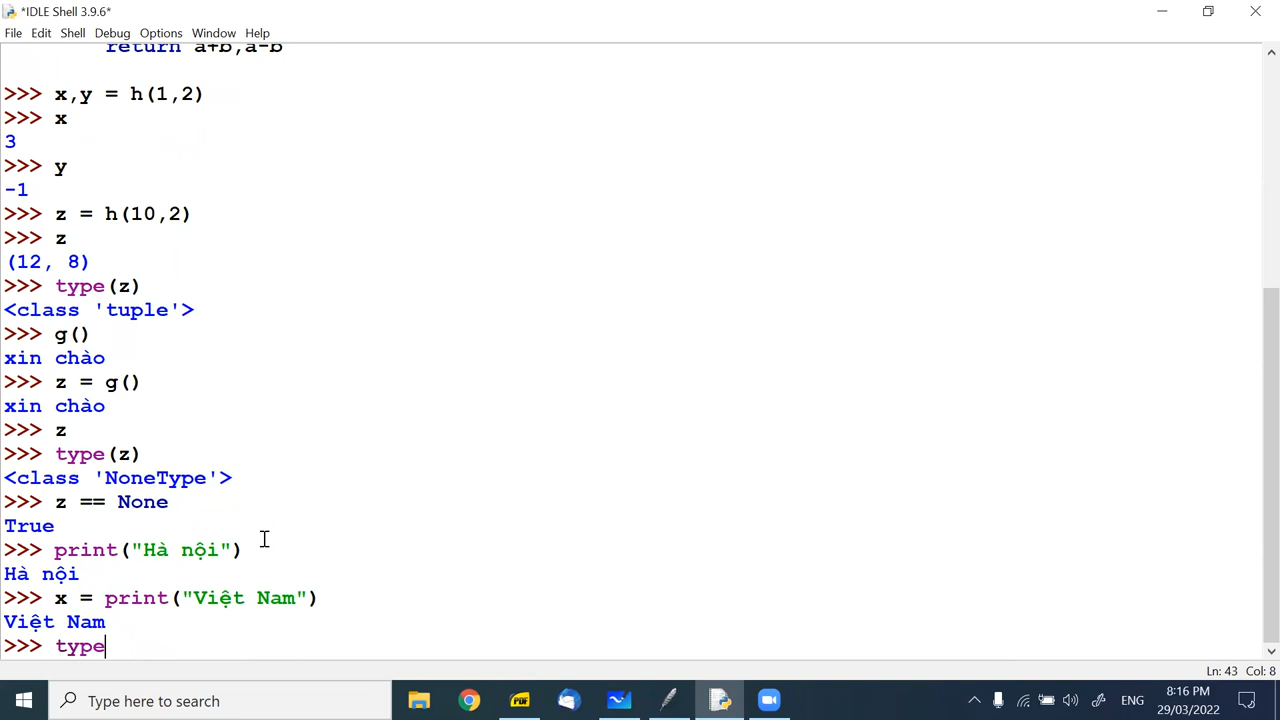 *IDLE Shell 3.9.6*
File Edit Shell Debug Options Window Help
return a+b,a-b
>>> x,y = h(1,2)
>>> x
3
>>> y
-1
>>> z = h(10,2)
>>> z
(12, 8)
>>> type(z)
<class 'tuple'>
>>> g()
xin chào
>>> z = g()
xin chào
>>> z
>>> type(z)
<class 'NoneType'>
>>> z == None
True
>>> print("Hà nội")
Hà nội
>>> x = print("Việt Nam")
Việt Nam
>>> type
Ln: 43 Col: 8
Type here to search
PDF
ENG
8:16 PM
29/03/2022